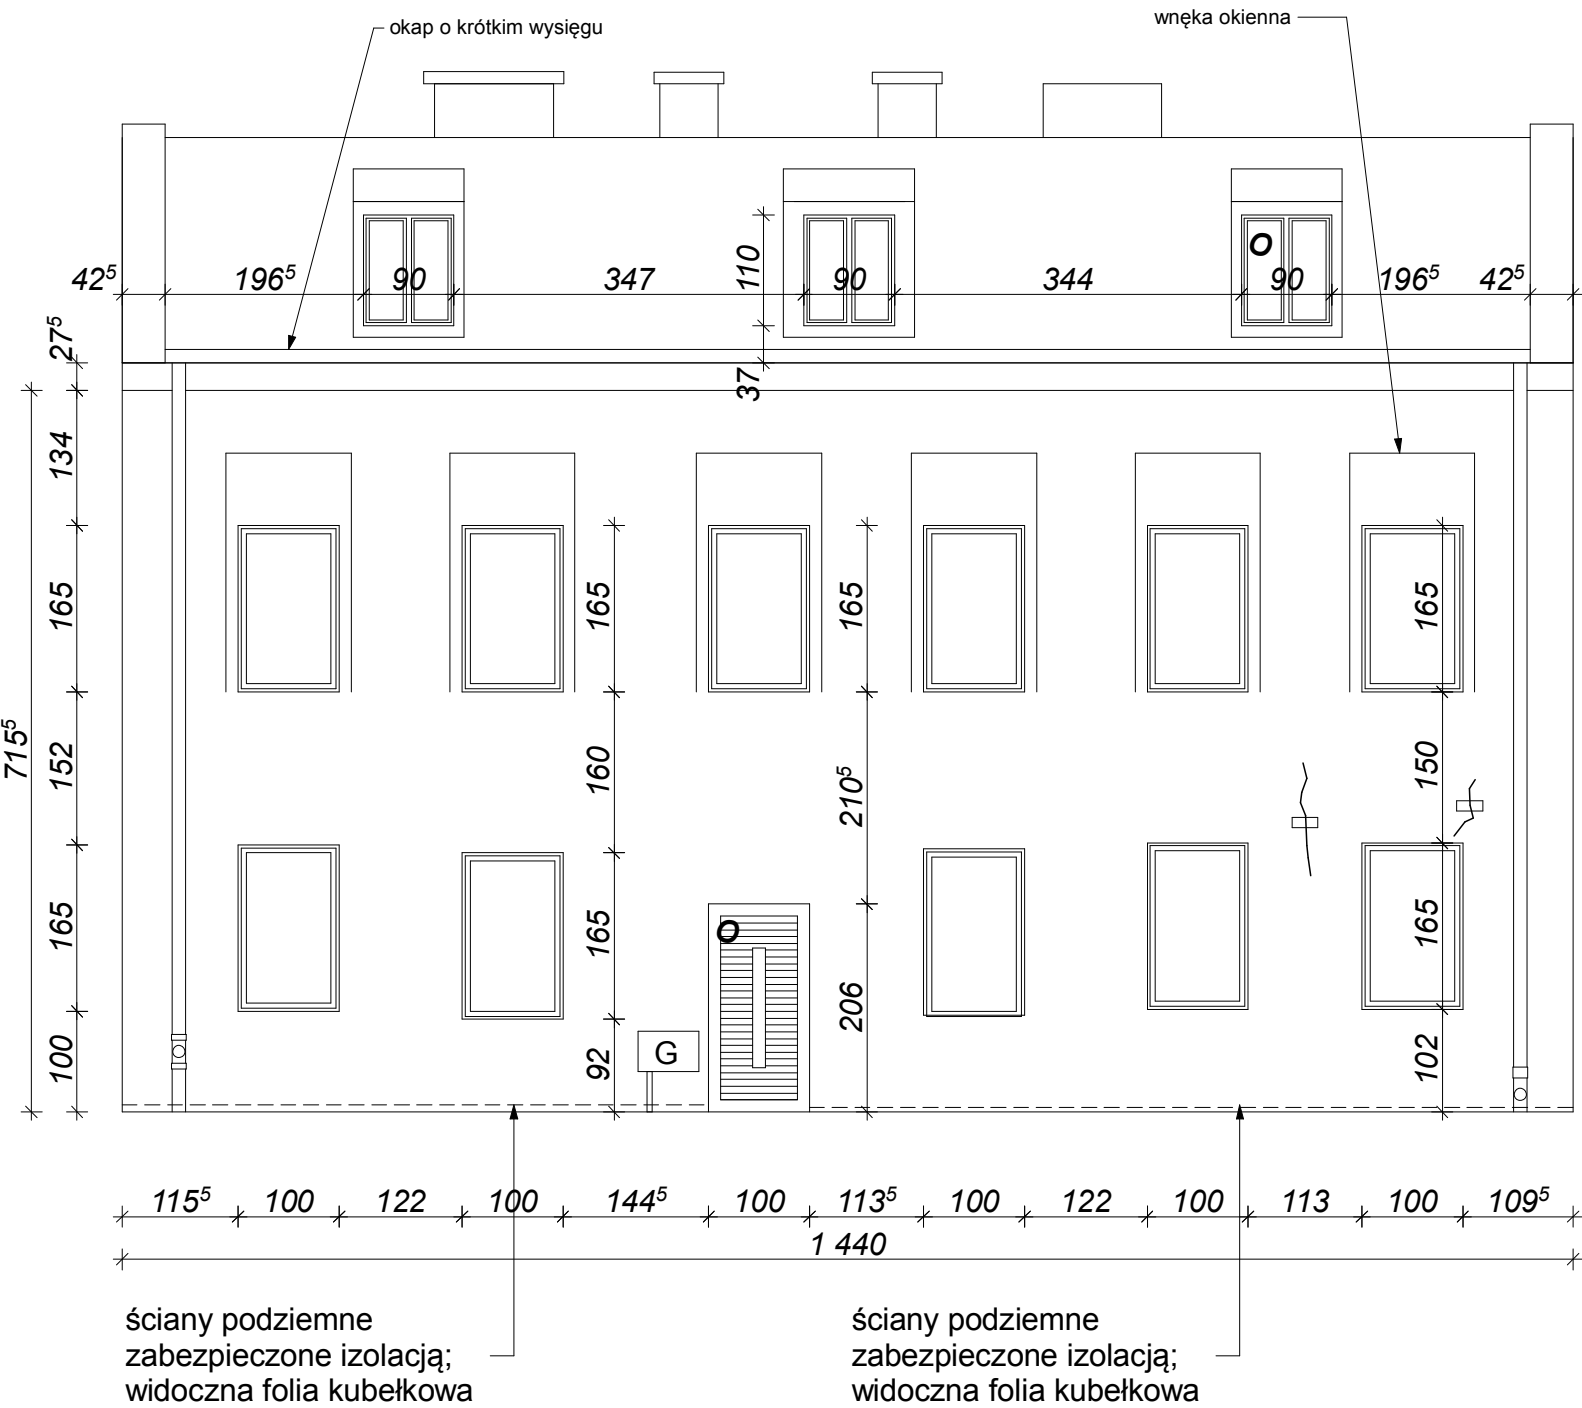 okap o krótkim wysięgu
wnęka okienna
42⁵ 196⁵ 90 347 110 90 344 90 196⁵ 42⁵
O
27⁵
37
134
165 165 165 165
715⁵
152 160 210⁵ 150
165 165 165
O
206
100 92 102
G
115⁵ 100 122 100 144⁵ 100 113⁵ 100 122 100 113 100 109⁵
1 440
ściany podziemne
zabezpieczone izolacją;
widoczna folia kubełkowa
ściany podziemne
zabezpieczone izolacją;
widoczna folia kubełkowa